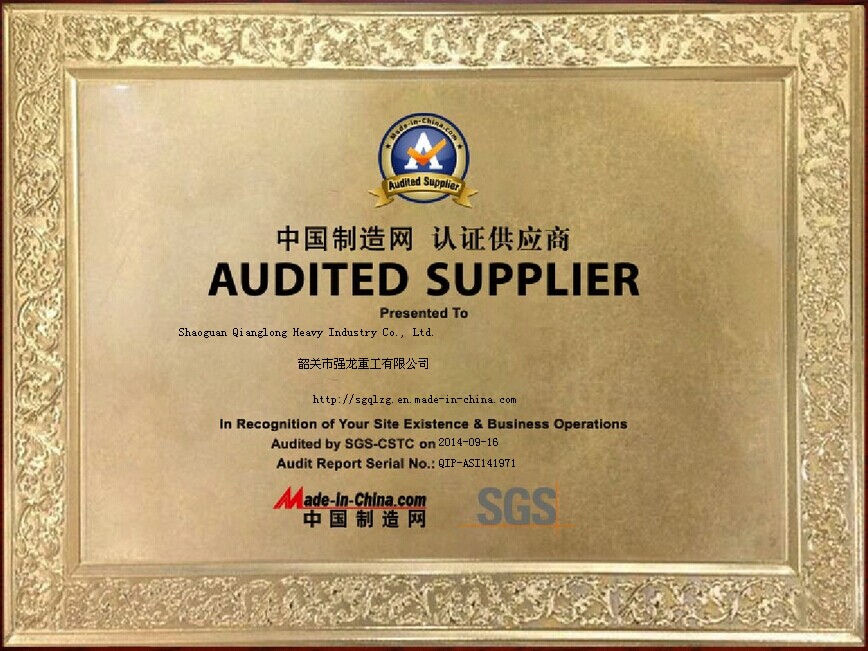 Made-in-China.com
Audited Supplier
中国制造网 认证供应商
AUDITED SUPPLIER
Presented To
Shaoguan Qianglong Heavy Industry Co., Ltd.
韶关市强龙重工有限公司
http://sgqlzg.en.made-in-china.com
In Recognition of Your Site Existence & Business Operations
Audited by SGS-CSTC on 2014-09-16
Audit Report Serial No.: QIP-ASI141971
Made-in-China.com
中国制造网
SGS